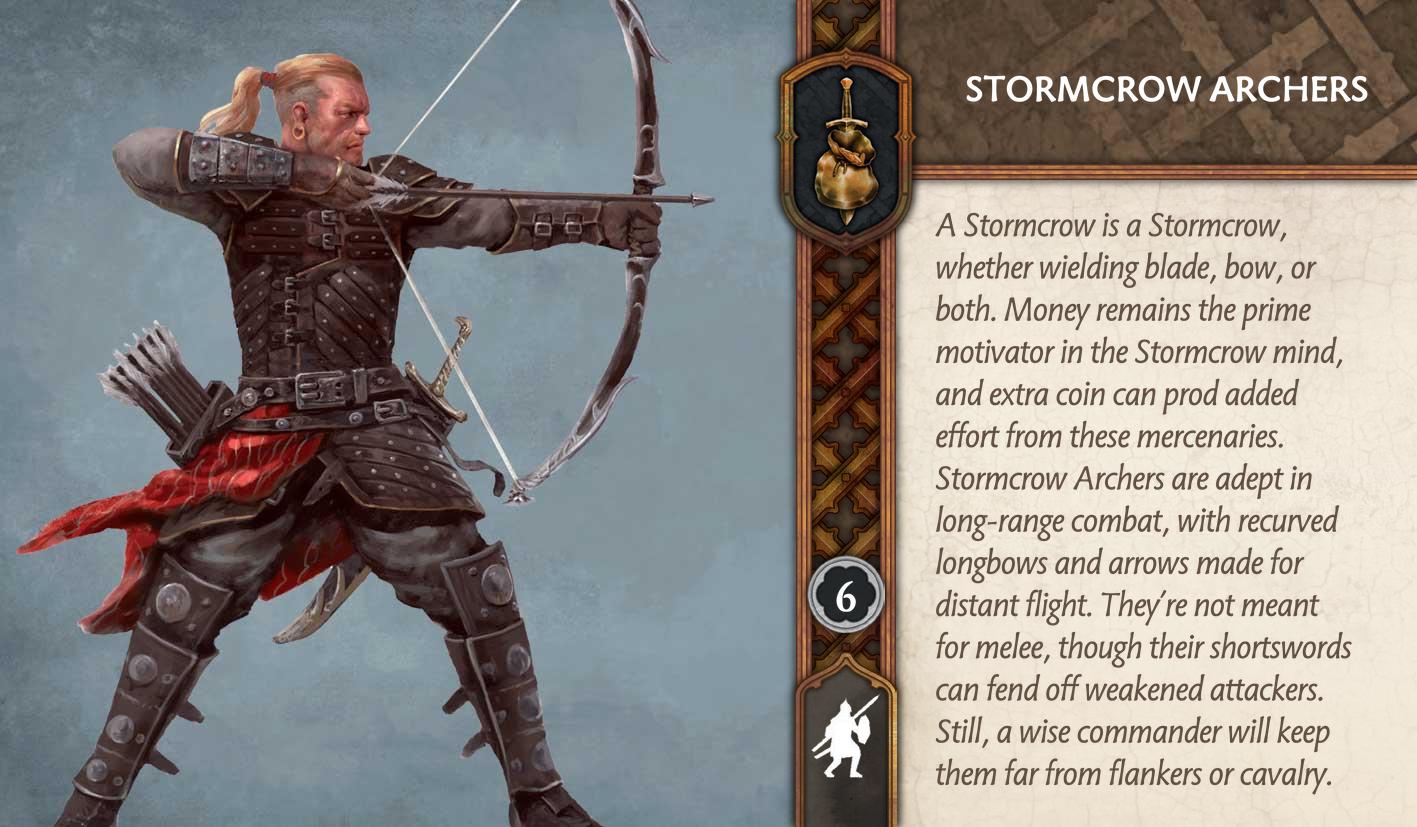 STORMCROW ARCHERS
A Stormcrow is a Stormcrow,
whether wielding blade, bow, or
both. Money remains the prime
motivator in the Stormcrow mind,
and extra coin can prod added
effort from these mercenaries.
Stormcrow Archers are adept in
long-range combat, with recurved
longbows and arrows made for
distant flight. They’re not meant
for melee, though their shortswords
can fend off weakened attackers.
Still, a wise commander will keep
them far from flankers or cavalry.
6